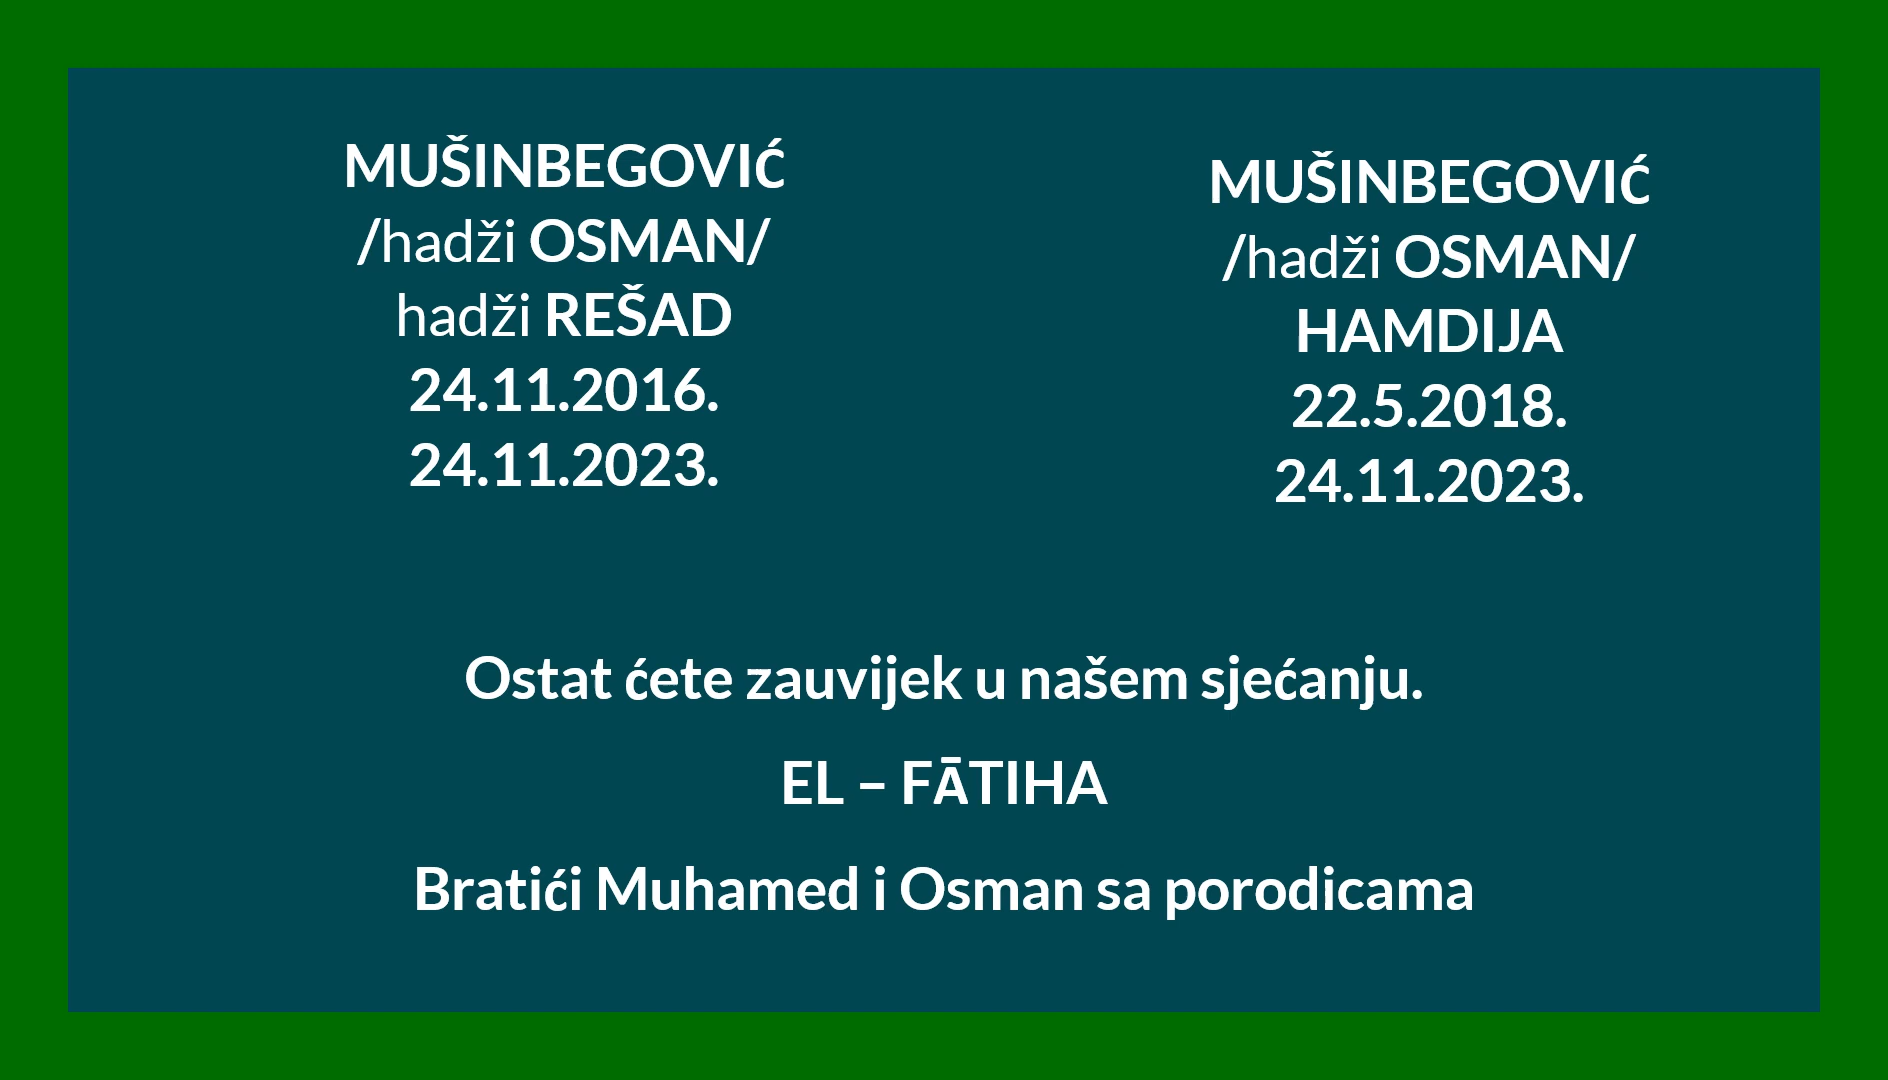 MUŠINBEGOVIĆ
/hadži OSMAN/
hadži REŠAD
24.11.2016.
24.11.2023.
MUŠINBEGOVIĆ
/hadži OSMAN/
HAMDIJA
22.5.2018.
24.11.2023.
Ostat ćete zauvijek u našem sjećanju.
EL – FĀTIHA
Bratići Muhamed i Osman sa porodicama